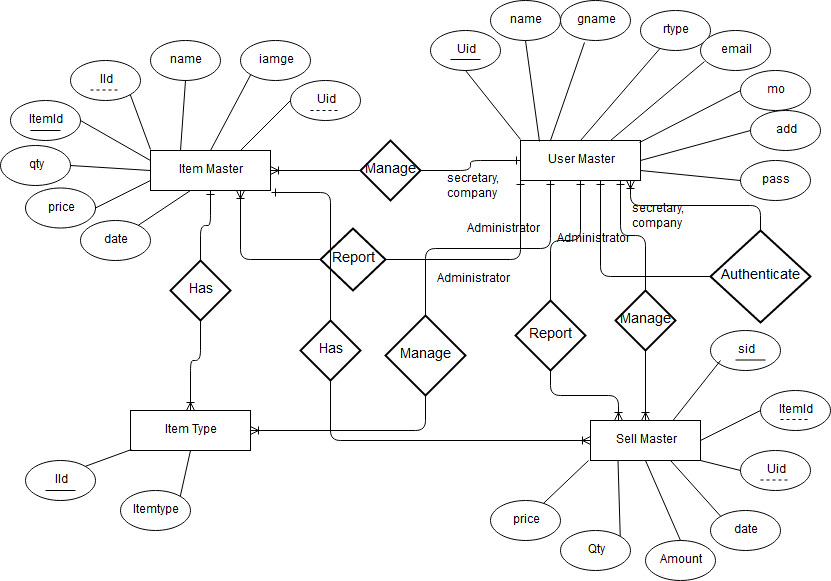 name
gname
rtype
Uid
email
name
iamge
IId
Uid
mo
ItemId
add
qty
Item Master
Manage
User Master
secretary,
company
pass
price
date
secretary,
company
Administrator
Administrator
Report
Administrator
Authenticate
Has
Manage
Report
Has
Manage
sid
ItemId
Item Type
Sell Master
Uid
IId
Itemtype
price
date
Qty
Amount